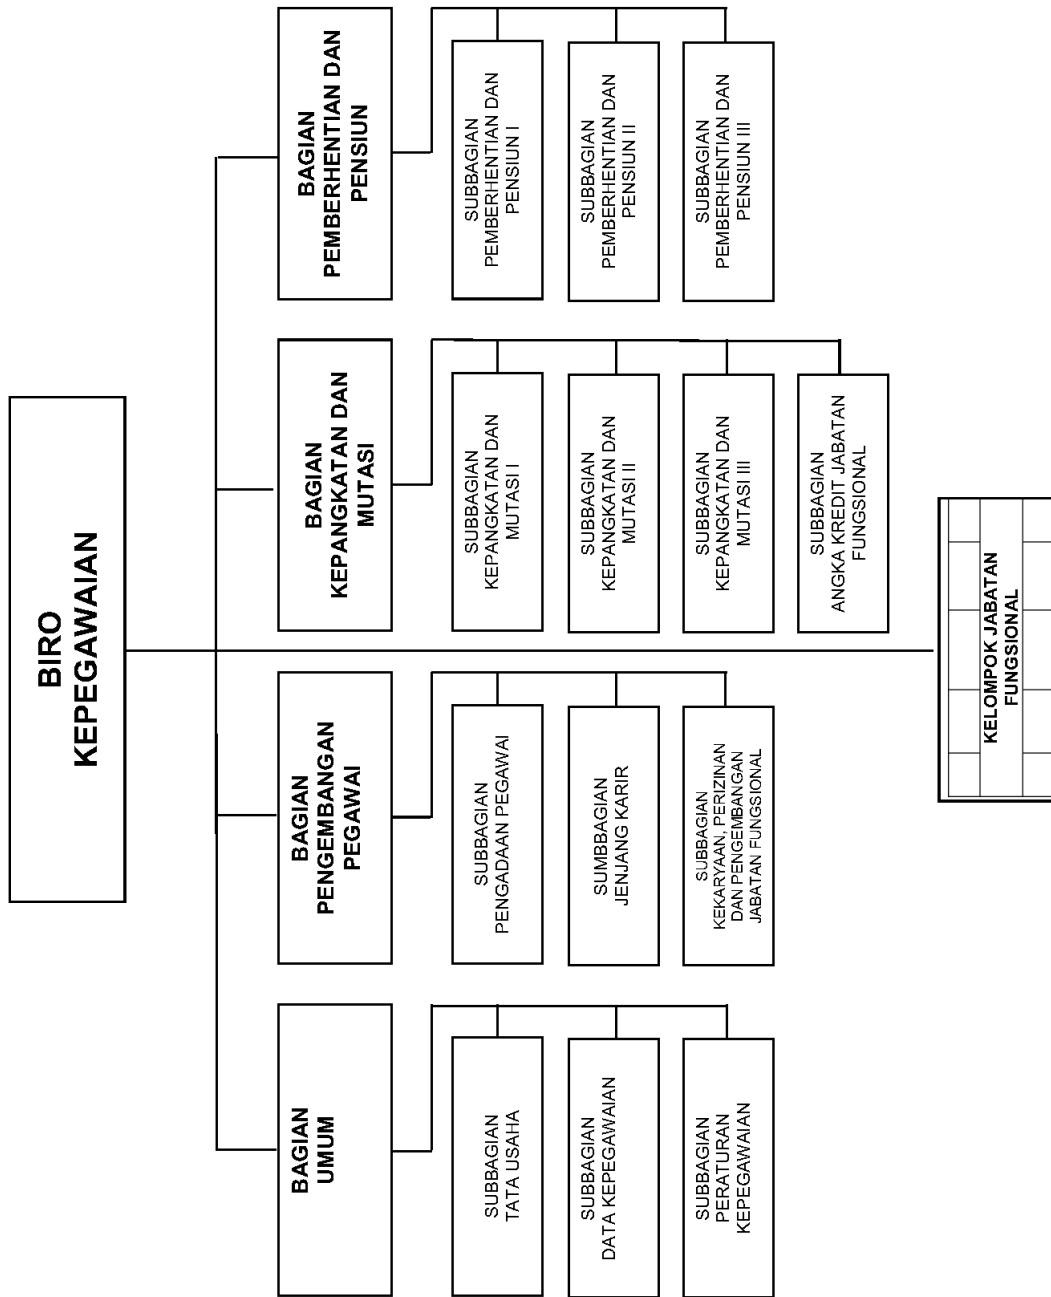 BIRO
KEPEGAWAIAN
BAGIAN
UMUM
SUBBAGIAN
TATA USAHA
SUBBAGIAN
DATA KEPEGAWAIAN
SUBBAGIAN
PERATURAN
KEPEGAWAIAN
BAGIAN
PENGEMBANGAN
PEGAWAI
SUBBAGIAN
PENGADAAN PEGAWAI
SUMBBAGIAN
JENJANG KARIR
SUBBAGIAN
KEKARYAAN, PERIZINAN
DAN PENGEMBANGAN
JABATAN FUNGSIONAL
BAGIAN
KEPANGKATAN DAN
MUTASI
SUBBAGIAN
KEPANGKATAN DAN
MUTASI I
SUBBAGIAN
KEPANGKATAN DAN
MUTASI II
SUBBAGIAN
KEPANGKATAN DAN
MUTASI III
SUBBAGIAN
ANGKA KREDIT JABATAN
FUNGSIONAL
BAGIAN
PEMBERHENTIAN DAN
PENSIUN
SUBBAGIAN
PEMBERHENTIAN DAN
PENSIUN I
SUBBAGIAN
PEMBERHENTIAN DAN
PENSIUN II
SUBBAGIAN
PEMBERHENTIAN DAN
PENSIUN III
KELOMPOK JABATAN
FUNGSIONAL